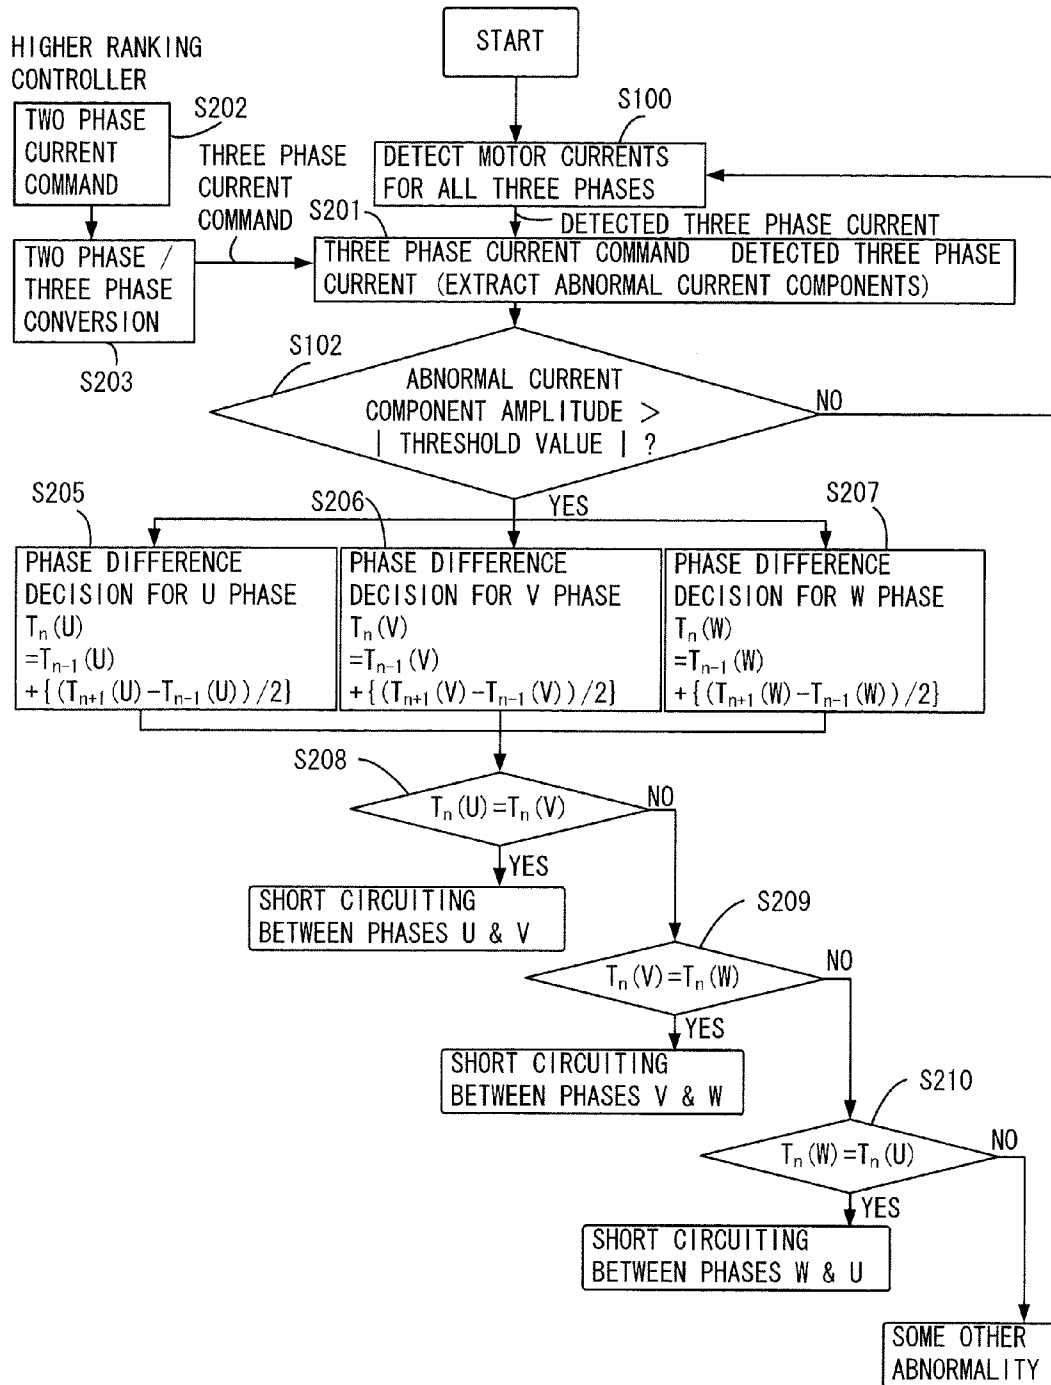 START
HIGHER RANKING
CONTROLLER
S202
TWO PHASE
CURRENT
COMMAND
THREE PHASE
CURRENT
COMMAND
S100
DETECT MOTOR CURRENTS
FOR ALL THREE PHASES
DETECTED THREE PHASE CURRENT
S201
THREE PHASE CURRENT COMMAND DETECTED THREE PHASE
CURRENT (EXTRACT ABNORMAL CURRENT COMPONENTS)
TWO PHASE /
THREE PHASE
CONVERSION
S203
S102
ABNORMAL CURRENT
COMPONENT AMPLITUDE >
| THRESHOLD VALUE | ?
NO
YES
S205
PHASE DIFFERENCE
DECISION FOR U PHASE
Tn(U)
=Tn-1(U)
+{(Tn+1(U)-Tn-1(U))/2}
S206
PHASE DIFFERENCE
DECISION FOR V PHASE
Tn(V)
=Tn-1(V)
+{(Tn+1(V)-Tn-1(V))/2}
S207
PHASE DIFFERENCE
DECISION FOR W PHASE
Tn(W)
=Tn-1(W)
+{(Tn+1(W)-Tn-1(W))/2}
S208
Tn(U)=Tn(V)
NO
YES
SHORT CIRCUITING
BETWEEN PHASES U & V
S209
Tn(V)=Tn(W)
NO
YES
SHORT CIRCUITING
BETWEEN PHASES V & W
S210
Tn(W)=Tn(U)
NO
YES
SHORT CIRCUITING
BETWEEN PHASES W & U
SOME OTHER
ABNORMALITY